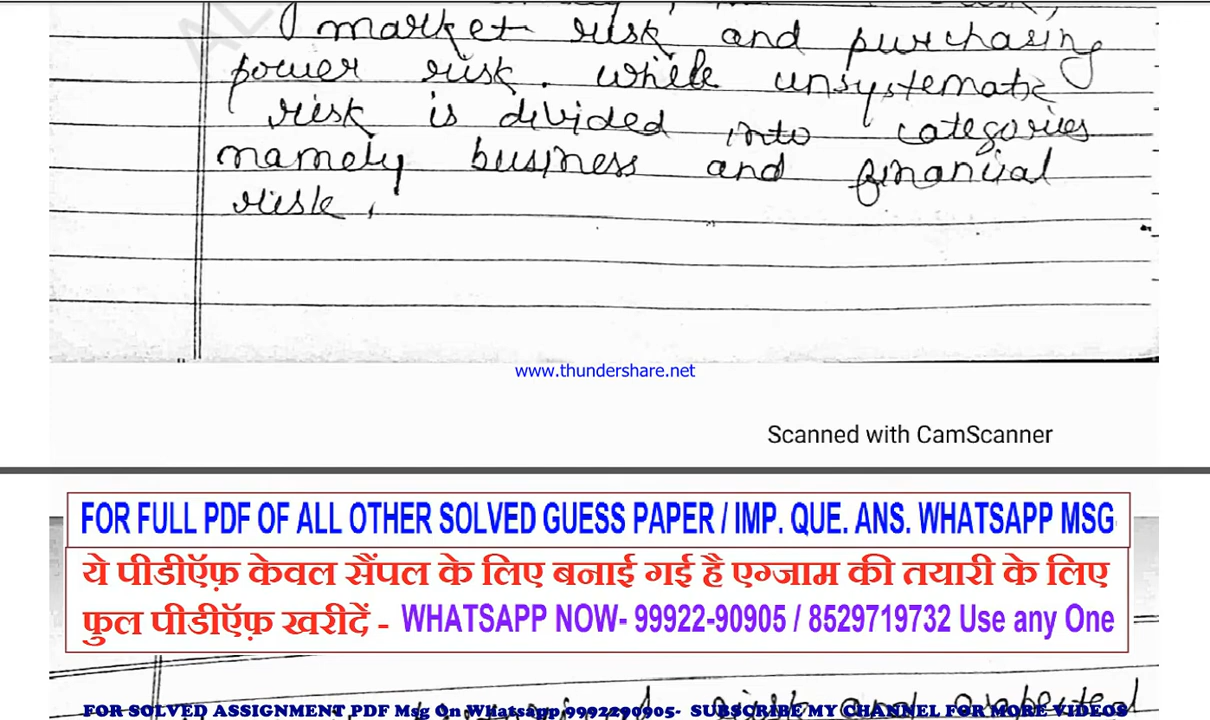 market risk and purchasing
power risk. while unsystematic
risk is divided into categories
namely business and financial
risk,
www.thundershare.net
Scanned with CamScanner
FOR FULL PDF OF ALL OTHER SOLVED GUESS PAPER / IMP. QUE. ANS. WHATSAPP MSG
ये पीडीऍफ़ केवल सैंपल के लिए बनाई गई है एग्जाम की तयारी के लिए
फुल पीडीऍफ़ खरीदें - WHATSAPP NOW- 99922-90905 / 8529719732 Use any One
risk and expected
FOR SOLVED ASSIGNMENT PDF Msg On Whatsapp 9992290905- SUBSCRIBE MY CHANNEL FOR MORE VIDEOS